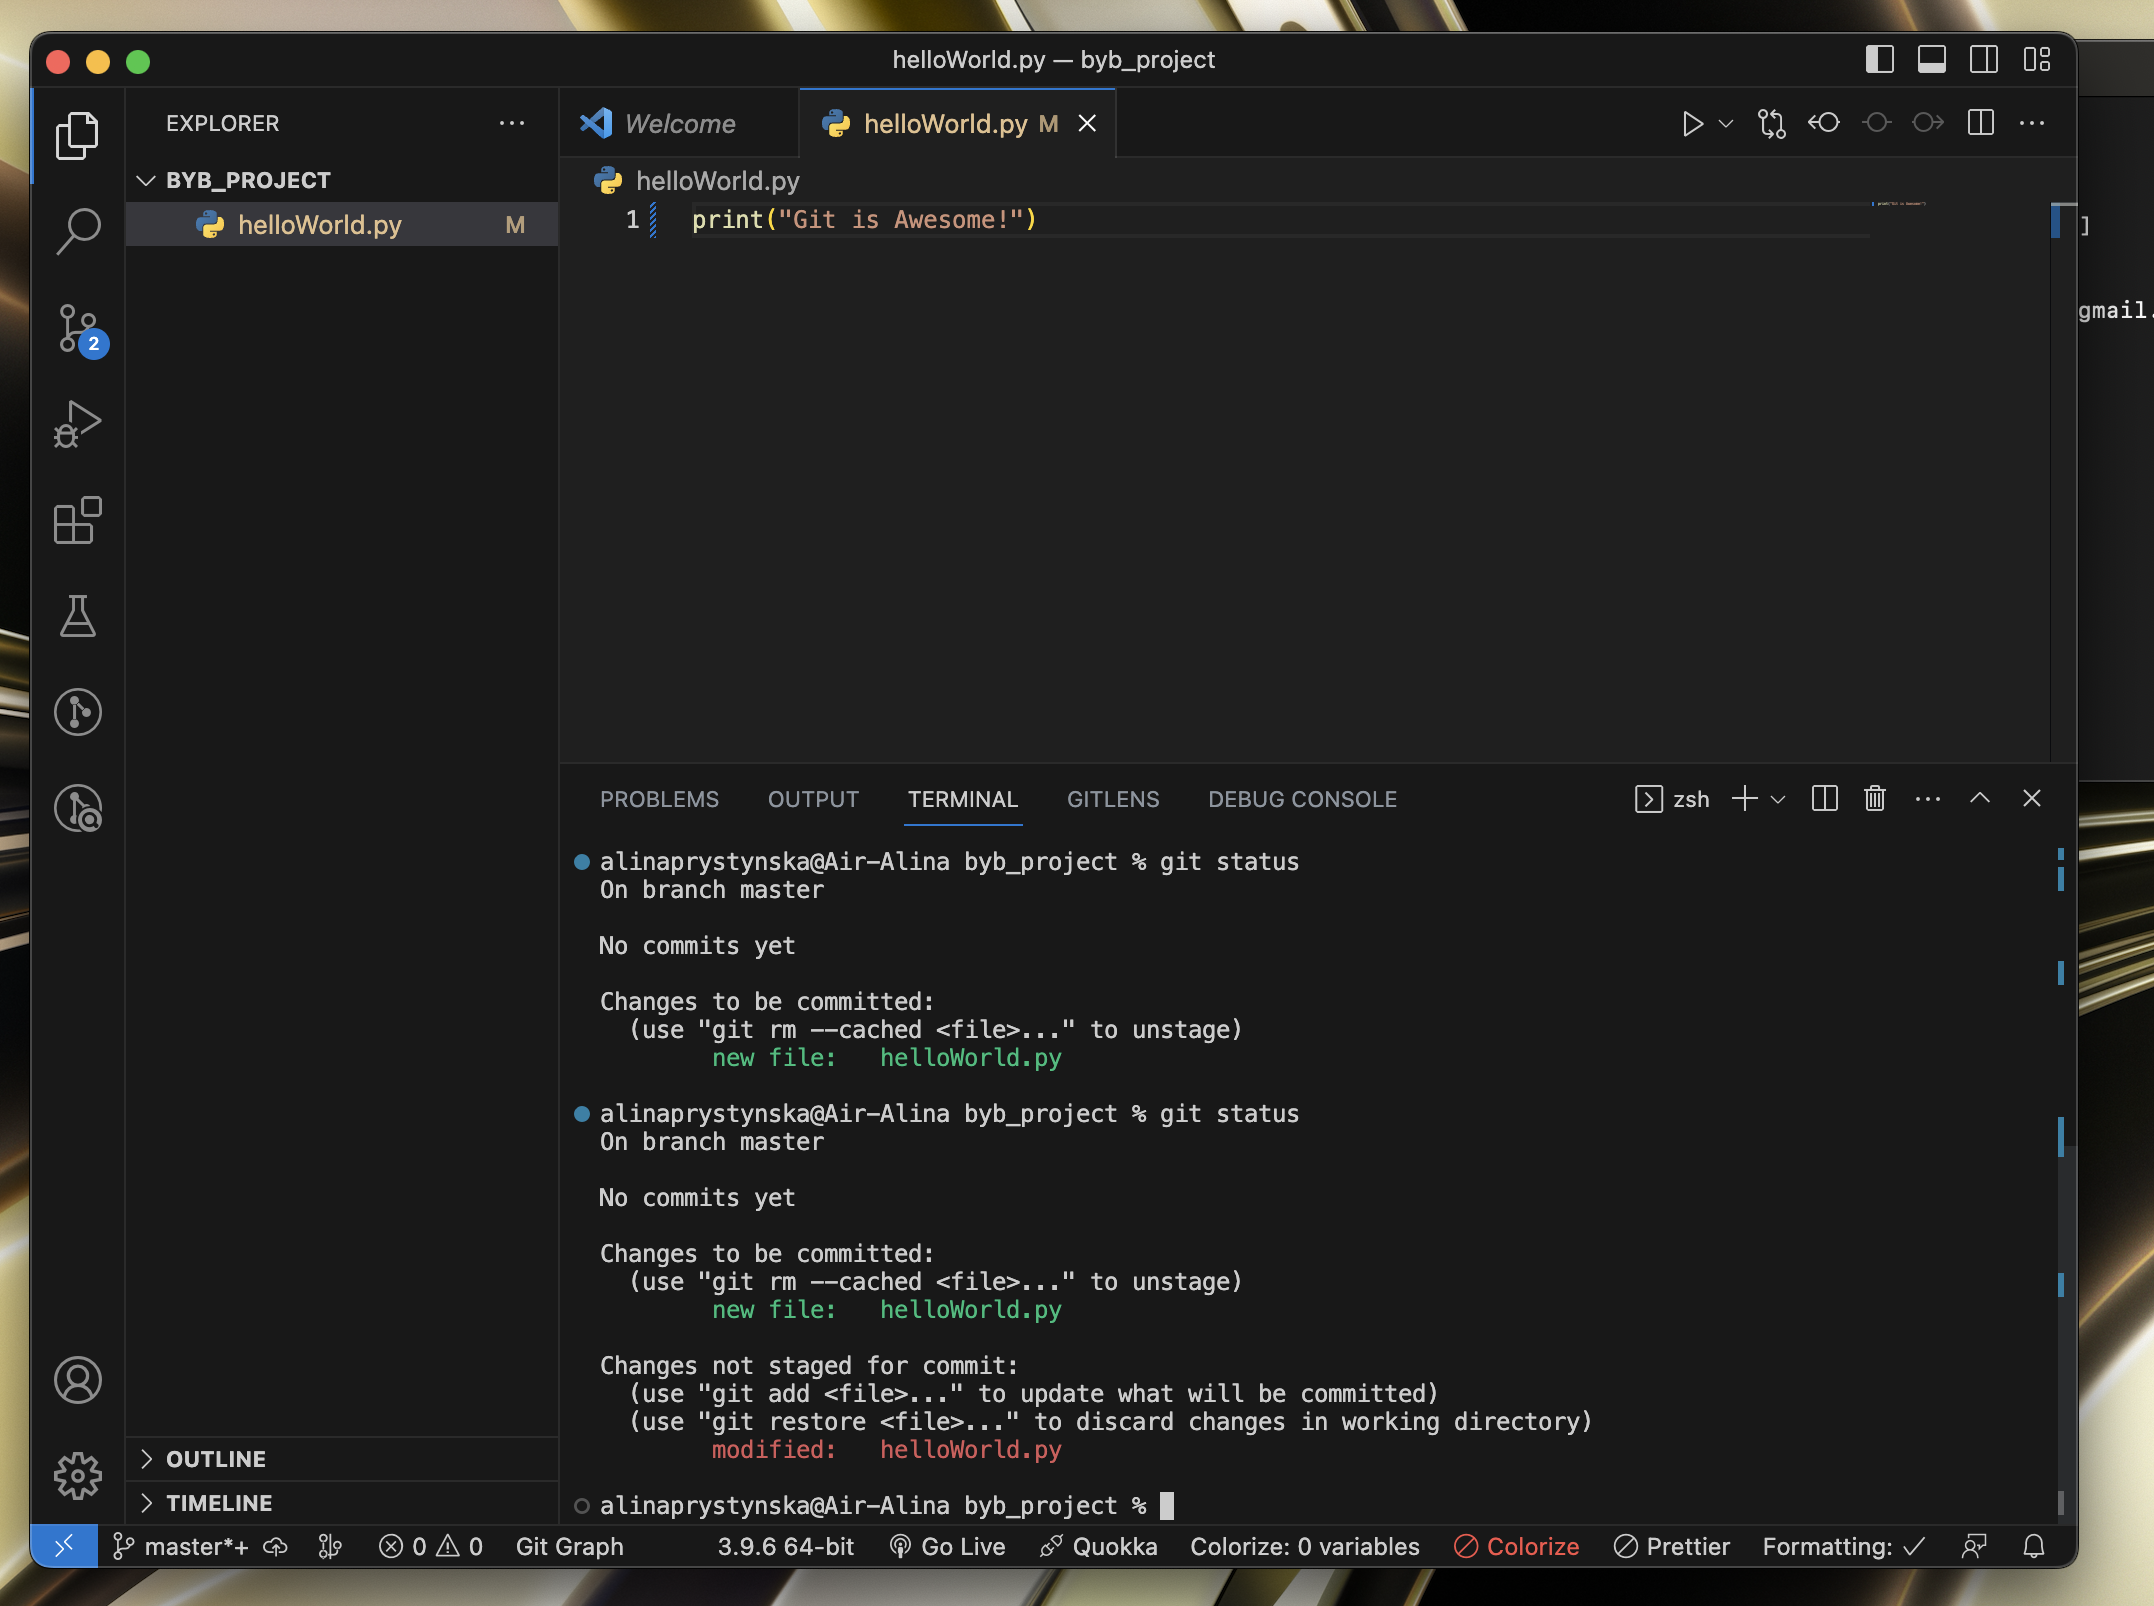 helloWorld.py — byb_project
EXPLORER
Welcome
helloWorld.py M
BYB_PROJECT
helloWorld.py M
helloWorld.py
1 print("Git is Awesome!")
]
gmail.
2
PROBLEMS OUTPUT TERMINAL GITLENS DEBUG CONSOLE
zsh
alinaprystynska@Air-Alina byb_project % git status
On branch master
No commits yet
Changes to be committed:
(use "git rm --cached <file>..." to unstage)
new file: helloWorld.py
alinaprystynska@Air-Alina byb_project % git status
On branch master
No commits yet
Changes to be committed:
(use "git rm --cached <file>..." to unstage)
new file: helloWorld.py
Changes not staged for commit:
(use "git add <file>..." to update what will be committed)
(use "git restore <file>..." to discard changes in working directory)
modified: helloWorld.py
alinaprystynska@Air-Alina byb_project %
OUTLINE
TIMELINE
master*+ 0 0 Git Graph 3.9.6 64-bit Go Live Quokka Colorize: 0 variables Colorize Prettier Formatting: ✓